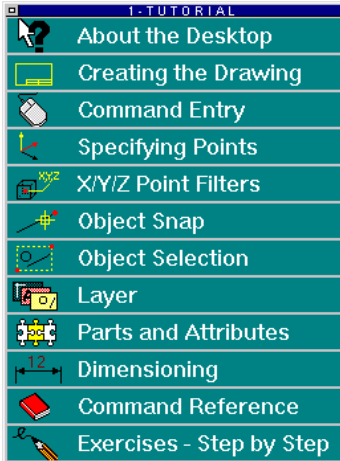 1-TUTORIAL
About the Desktop
Creating the Drawing
Command Entry
Specifying Points
XYZ
X/Y/Z Point Filters
Object Snap
Object Selection
Layer
Parts and Attributes
12
Dimensioning
Command Reference
Exercises - Step by Step